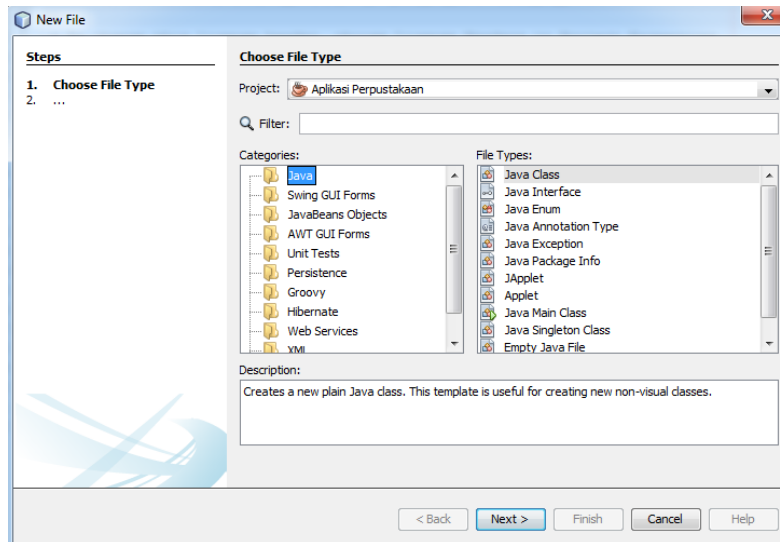 New File
Steps
1. Choose File Type
2. ...
Choose File Type
Project: Aplikasi Perpustakaan
Filter:
Categories:
Java
Swing GUI Forms
JavaBeans Objects
AWT GUI Forms
Unit Tests
Persistence
Groovy
Hibernate
Web Services
XML
File Types:
Java Class
Java Interface
Java Enum
Java Annotation Type
Java Exception
Java Package Info
JApplet
Applet
Java Main Class
Java Singleton Class
Empty Java File
Description:
Creates a new plain Java class. This template is useful for creating new non-visual classes.
< Back Next > Finish Cancel Help